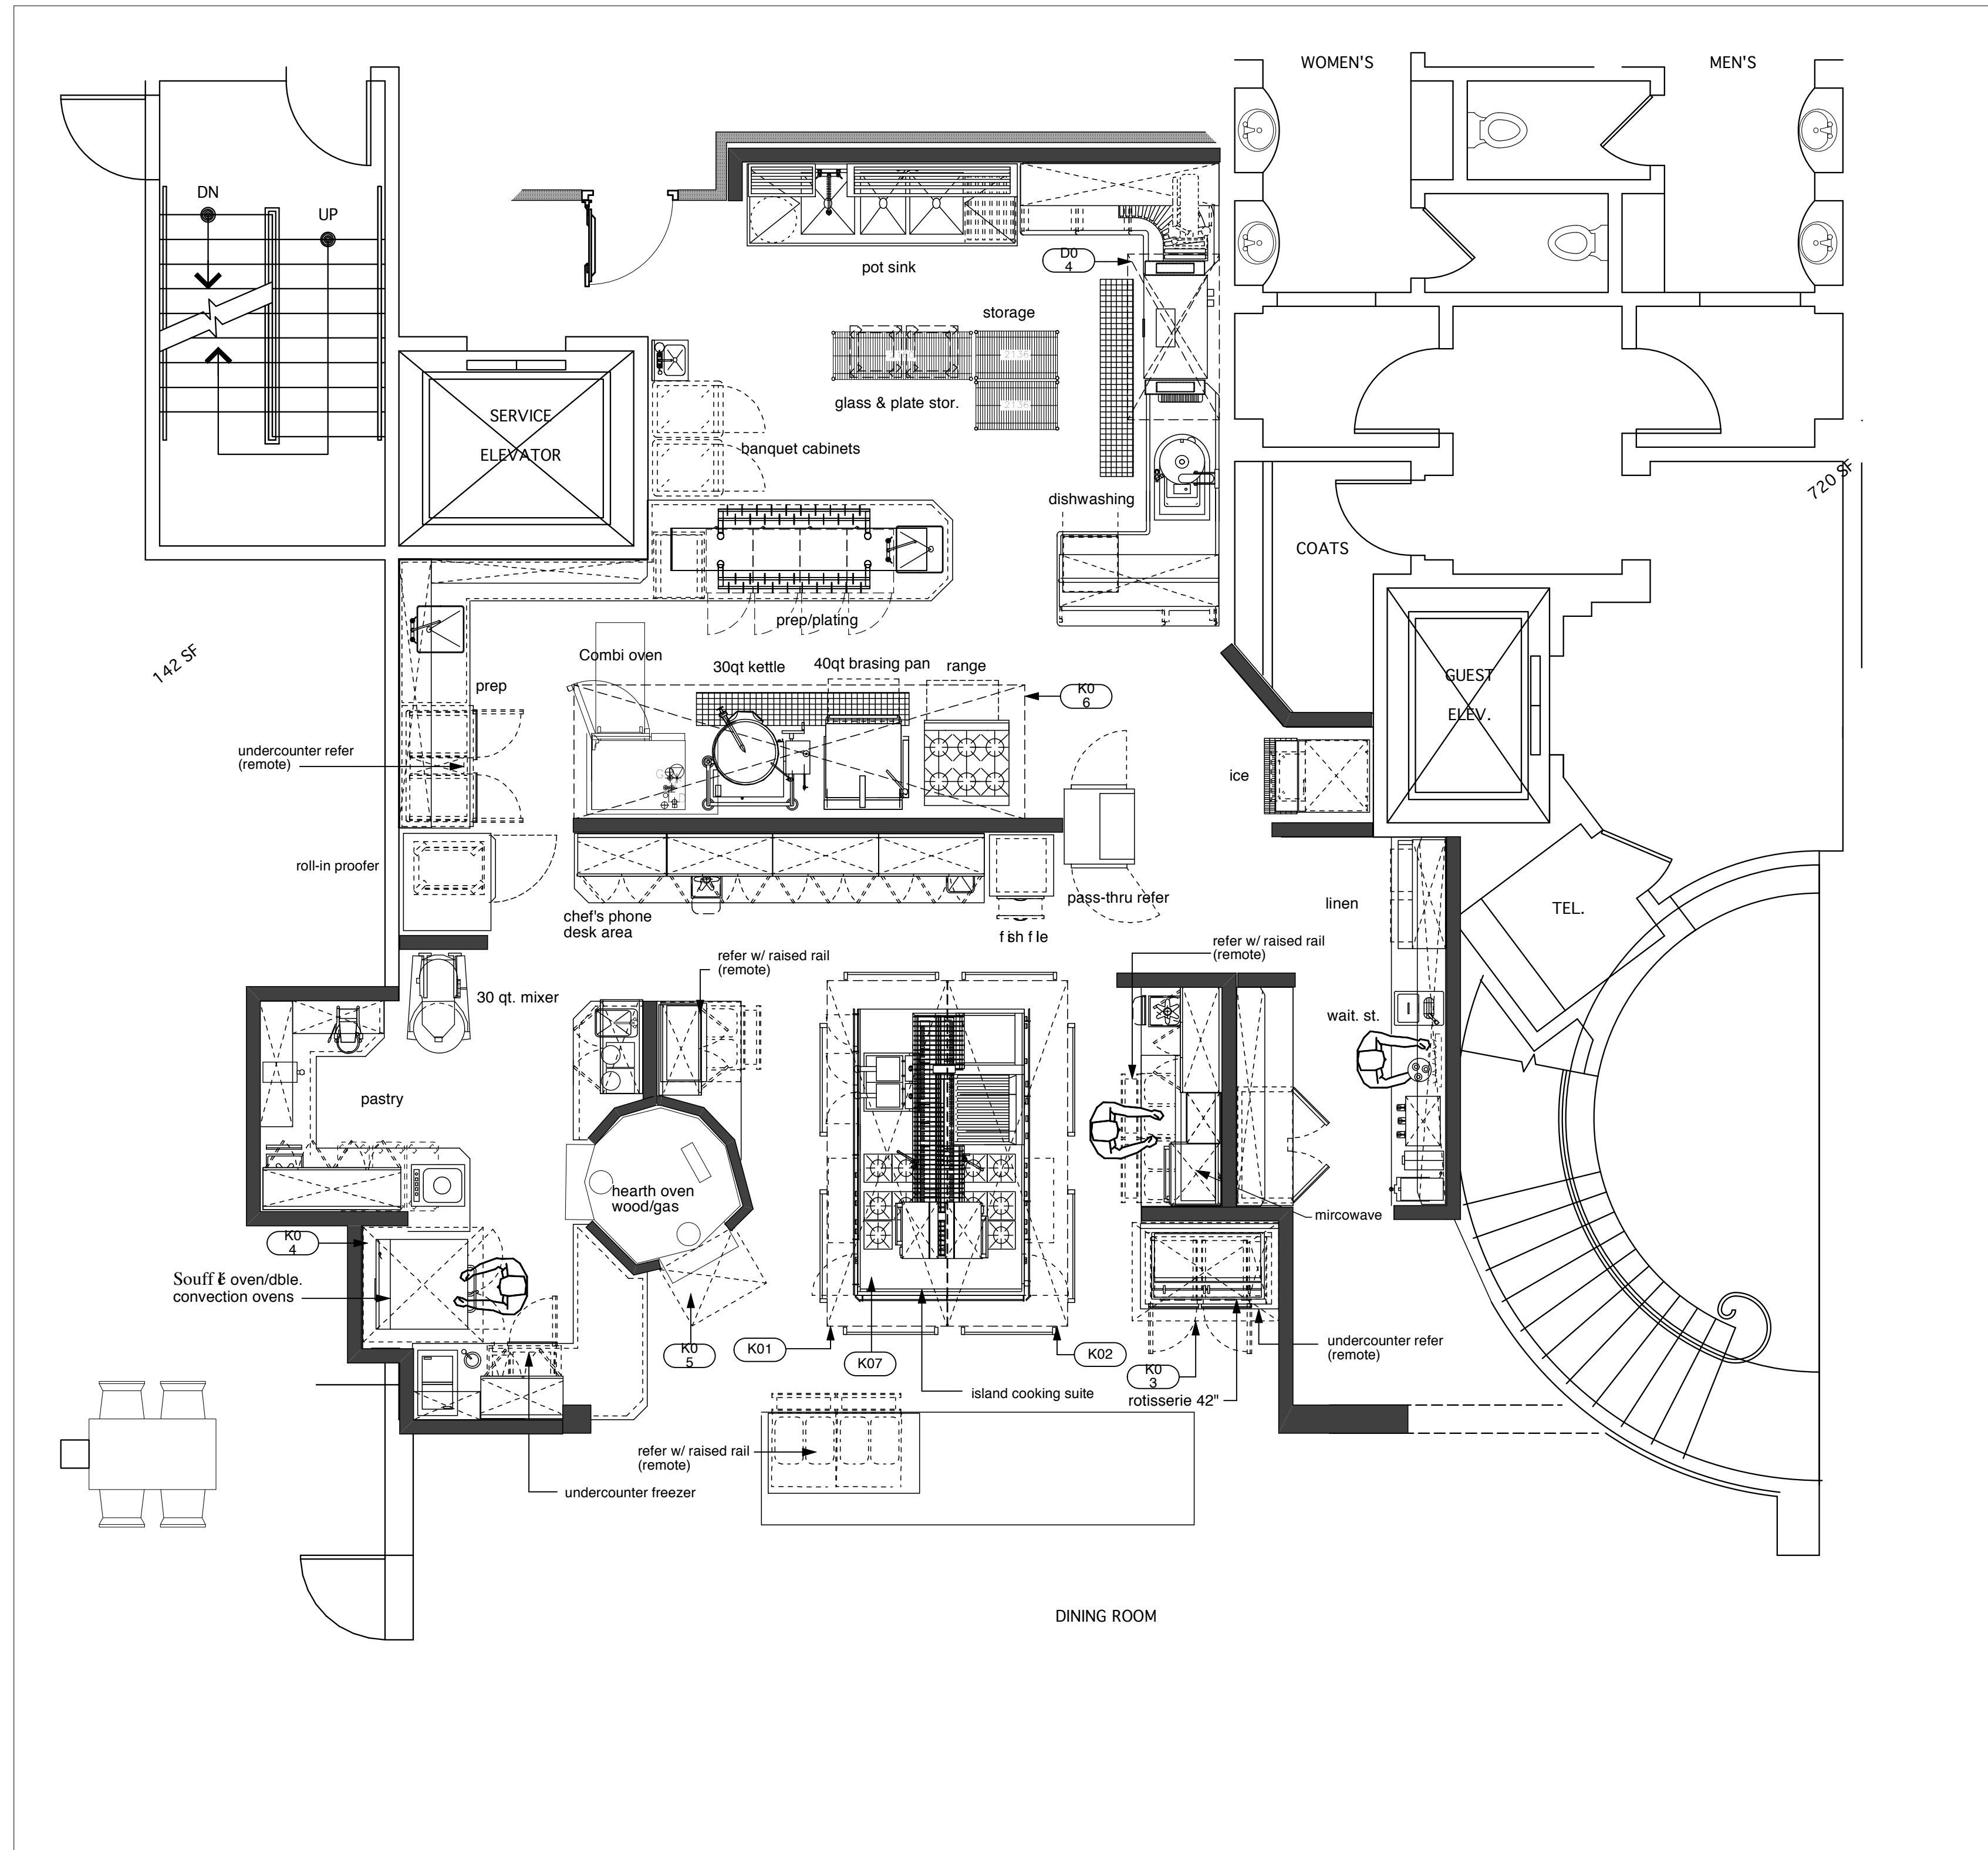 WOMEN'S
MEN'S
DN
UP
pot sink
D0
4
storage
2136
2136
glass & plate stor.
SERVICE
ELEVATOR
banquet cabinets
dishwashing
720 SF
COATS
prep/plating
142 SF
Combi oven
30qt kettle
40qt brasing pan
range
prep
K0
6
GUEST
ELEV.
undercounter refer
(remote)
ice
roll-in proofer
pass-thru refer
linen
TEL.
chef's phone
desk area
fish file
refer w/ raised rail
(remote)
refer w/ raised rail
(remote)
30 qt. mixer
wait. st.
pastry
hearth oven
wood/gas
mircowave
K0
4
Soufflé oven/dble.
convection ovens
K0
5
K01
K07
K02
K0
3
undercounter refer
(remote)
island cooking suite
rotisserie 42"
refer w/ raised rail
(remote)
undercounter freezer
DINING ROOM